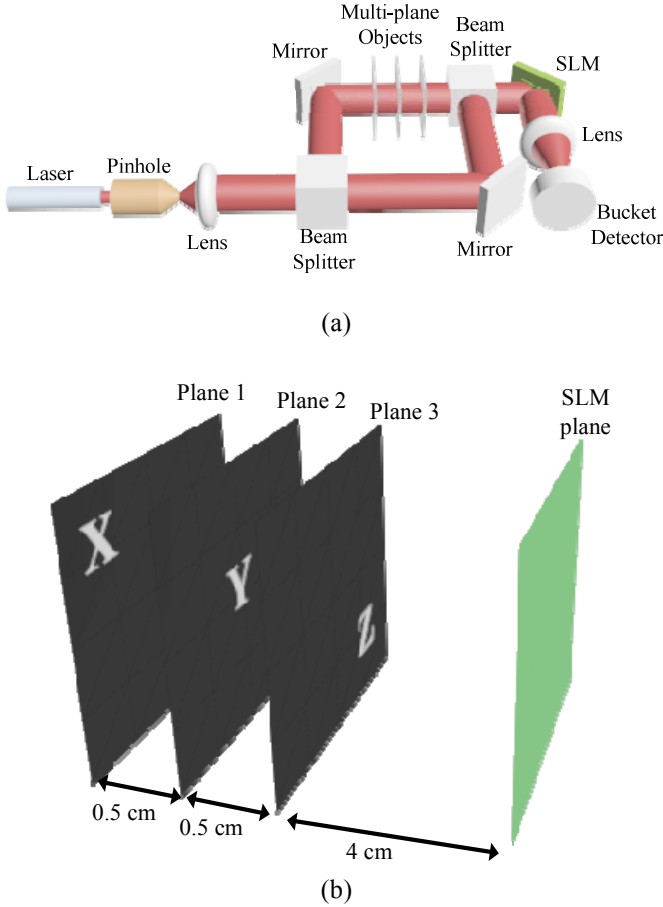 Multi-plane
Objects
Beam
Splitter
Mirror
SLM
Laser
Pinhole
Lens
Lens
Beam
Splitter
Mirror
Bucket
Detector
(a)
Plane 1
Plane 2
Plane 3
SLM
plane
X
Y
Z
0.5 cm
0.5 cm
4 cm
(b)